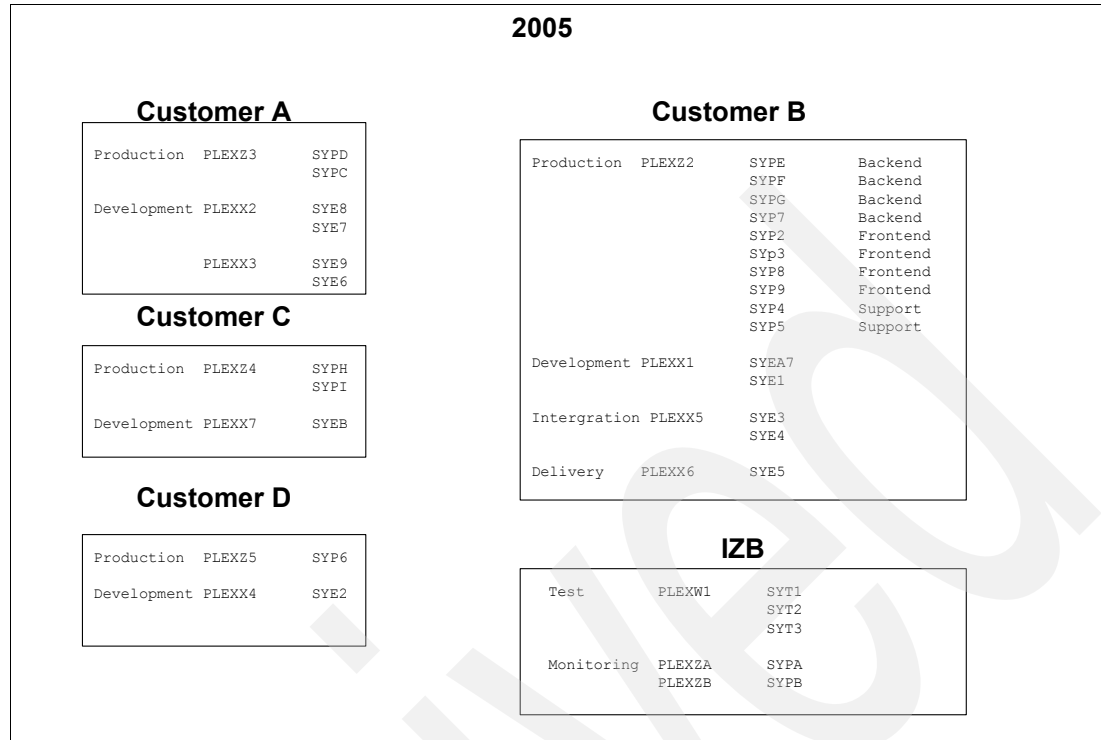 2005
Customer A
Production PLEXZ3 SYPD
SYPC
Development PLEXX2 SYE8
SYE7
PLEXX3 SYE9
SYE6
Customer C
Production PLEXZ4 SYPH
SYPI
Development PLEXX7 SYEB
Customer D
Production PLEXZ5 SYP6
Development PLEXX4 SYE2
Customer B
Production PLEXZ2 SYPE Backend
SYPF Backend
SYPG Backend
SYP7 Backend
SYP2 Frontend
SYp3 Frontend
SYP8 Frontend
SYP9 Frontend
SYP4 Support
SYP5 Support
Development PLEXX1 SYEA7
SYE1
Intergration PLEXX5 SYE3
SYE4
Delivery PLEXX6 SYE5
IZB
Test PLEXW1 SYT1
SYT2
SYT3
Monitoring PLEXZA SYPA
PLEXZB SYPB